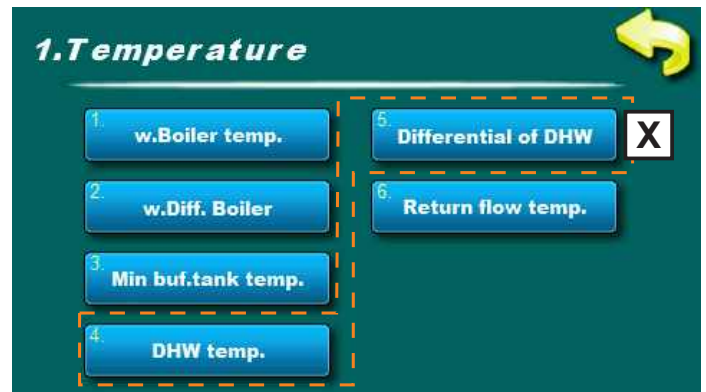 1.Temperature
1. w.Boiler temp.
2. w.Diff. Boiler
3. Min buf.tank temp.
4. DHW temp.
5. Differential of DHW
X
6. Return flow temp.